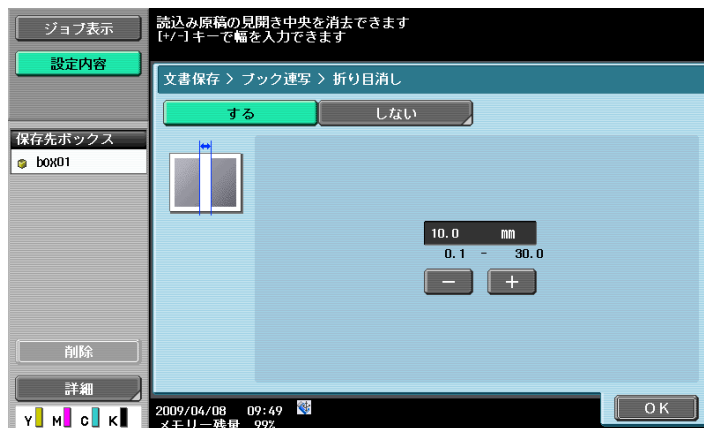 ジョブ表示
設定内容
読込み原稿の見開き中央を消去できます
[+/-]キーで幅を入力できます
文書保存 > ブック連写 > 折り目消し
する
しない
保存先ボックス
box01
10.0 mm
0.1 - 30.0
－ ＋
削除
詳細
Y M C K
2009/04/08 09:49
メモリー残量 99%
OK